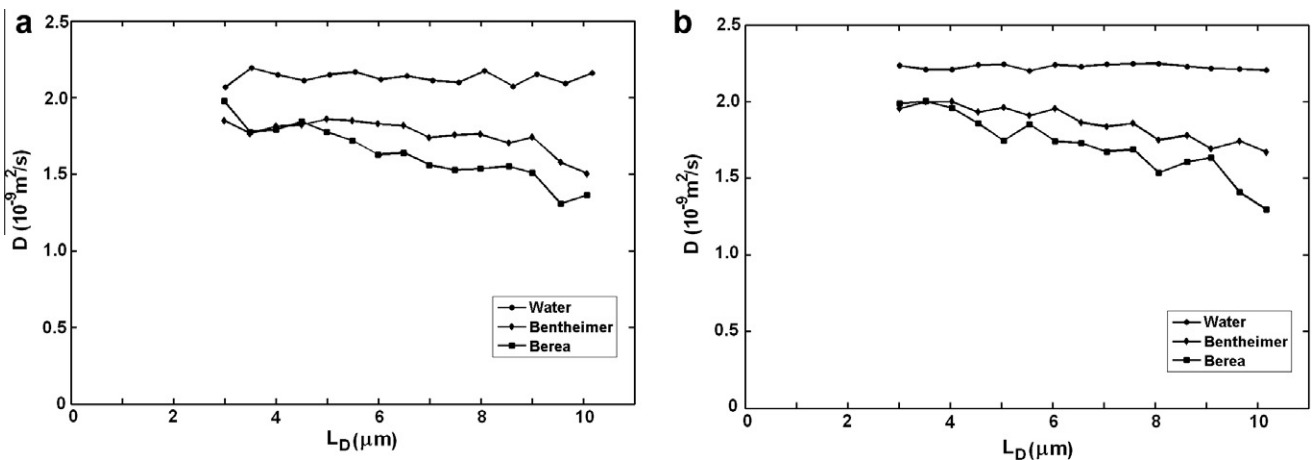 a
2.5
2.0
1.5
1.0
0.5
0
D (10⁻⁹m²/s)
0 2 4 6 8 10
L_D(μm)
Water
Bentheimer
Berea
b
2.5
2.0
1.5
1.0
0.5
0
D (10⁻⁹m²/s)
0 2 4 6 8 10
L_D(μm)
Water
Bentheimer
Berea